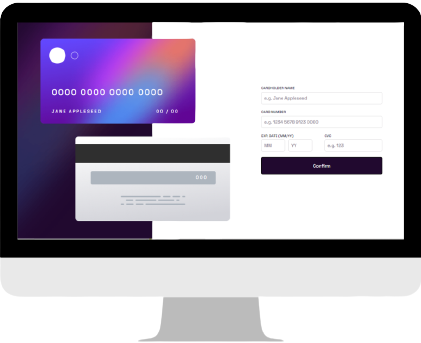 0000 0000 0000 0000
JANE APPLESEED 00 / 00
000
CARDHOLDER NAME
e.g. Jane Appleseed
CARD NUMBER
e.g. 1234 5678 9123 0000
EXP. DATE (MM/YY) CVC
MM YY e.g. 123
Confirm